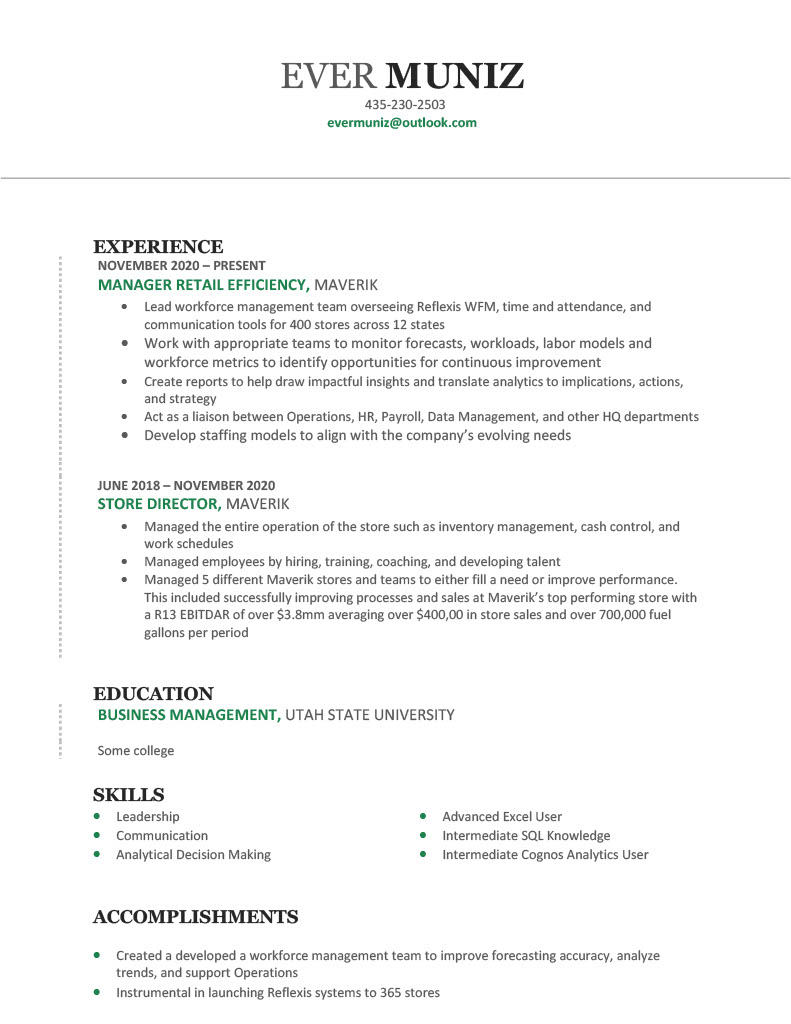 EVER MUNIZ
435-230-2503
evermuniz@outlook.com
EXPERIENCE
NOVEMBER 2020 – PRESENT
MANAGER RETAIL EFFICIENCY, MAVERIK
• Lead workforce management team overseeing Reflexis WFM, time and attendance, and
communication tools for 400 stores across 12 states
• Work with appropriate teams to monitor forecasts, workloads, labor models and
workforce metrics to identify opportunities for continuous improvement
• Create reports to help draw impactful insights and translate analytics to implications, actions,
and strategy
• Act as a liaison between Operations, HR, Payroll, Data Management, and other HQ departments
• Develop staffing models to align with the company’s evolving needs
JUNE 2018 – NOVEMBER 2020
STORE DIRECTOR, MAVERIK
• Managed the entire operation of the store such as inventory management, cash control, and
work schedules
• Managed employees by hiring, training, coaching, and developing talent
• Managed 5 different Maverik stores and teams to either fill a need or improve performance.
This included successfully improving processes and sales at Maverik’s top performing store with
a R13 EBITDAR of over $3.8mm averaging over $400,00 in store sales and over 700,000 fuel
gallons per period
EDUCATION
BUSINESS MANAGEMENT, UTAH STATE UNIVERSITY
Some college
SKILLS
• Leadership
• Communication
• Analytical Decision Making
• Advanced Excel User
• Intermediate SQL Knowledge
• Intermediate Cognos Analytics User
ACCOMPLISHMENTS
• Created a developed a workforce management team to improve forecasting accuracy, analyze
trends, and support Operations
• Instrumental in launching Reflexis systems to 365 stores